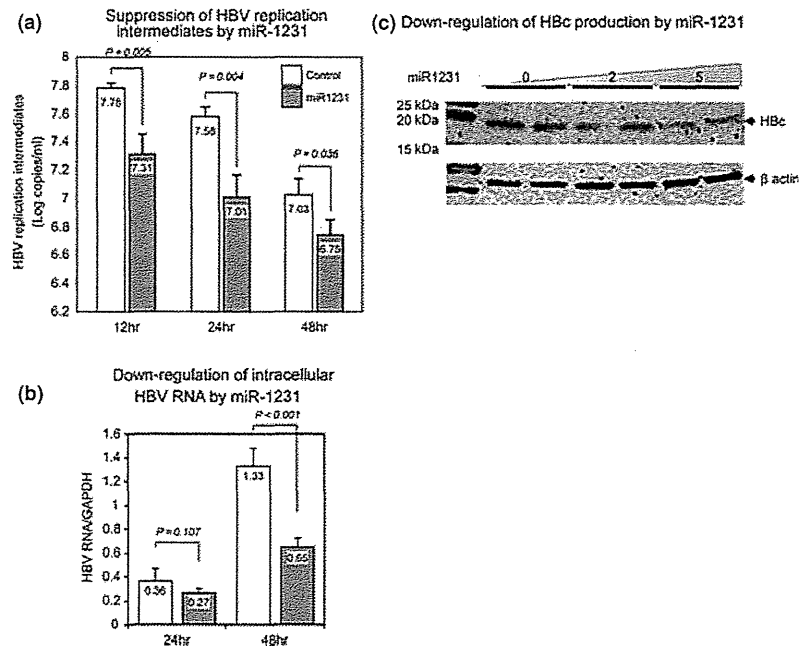 (a)
Suppression of HBV replication
intermediates by miR-1231
HBV replication intermediates
(Log copies/ml)
8
7.8
7.6
7.4
7.2
7
6.8
6.6
6.4
6.2
P = 0.005
P = 0.004
P = 0.035
Control
miR1231
7.78
7.31
7.58
7.01
7.03
6.75
12hr
24hr
48hr
(b)
Down-regulation of intracellular
HBV RNA by miR-1231
HBV RNA/GAPDH
1.6
1.4
1.2
1
0.8
0.6
0.4
0.2
0
P = 0.107
P < 0.001
0.36
0.27
1.33
0.65
24hr
48hr
(c) Down-regulation of HBc production by miR-1231
miR1231 0 2 5
25 kDa
20 kDa
15 kDa
HBc
β actin